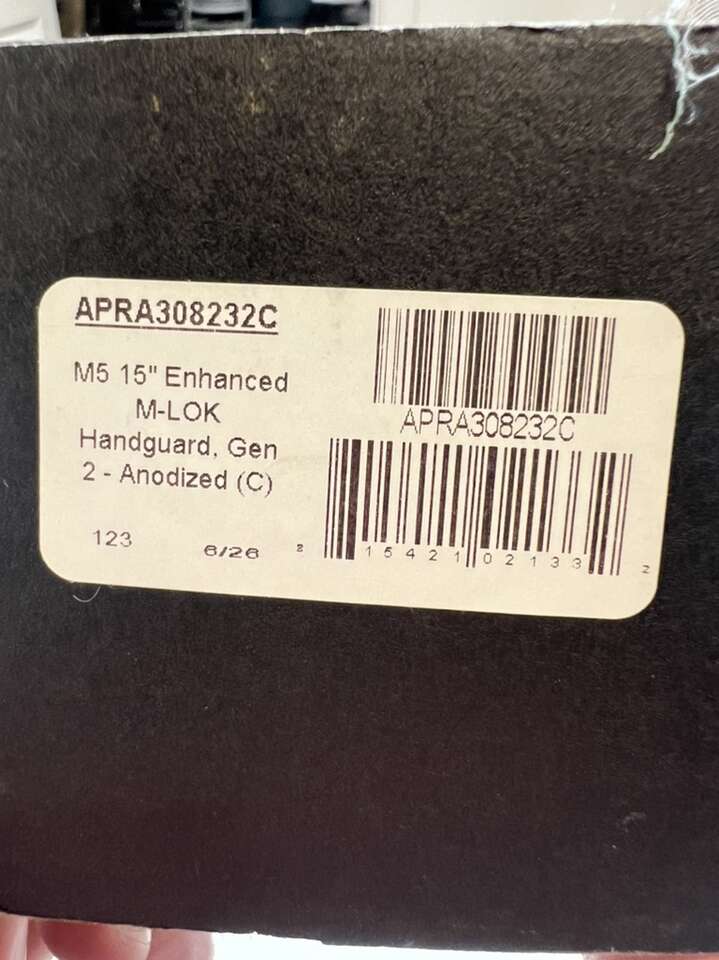 APRA308232C
M5 15" Enhanced
M-LOK
Handguard, Gen
2 - Anodized (C)
123 6/26
APRA308232C
2 15421 02133 2